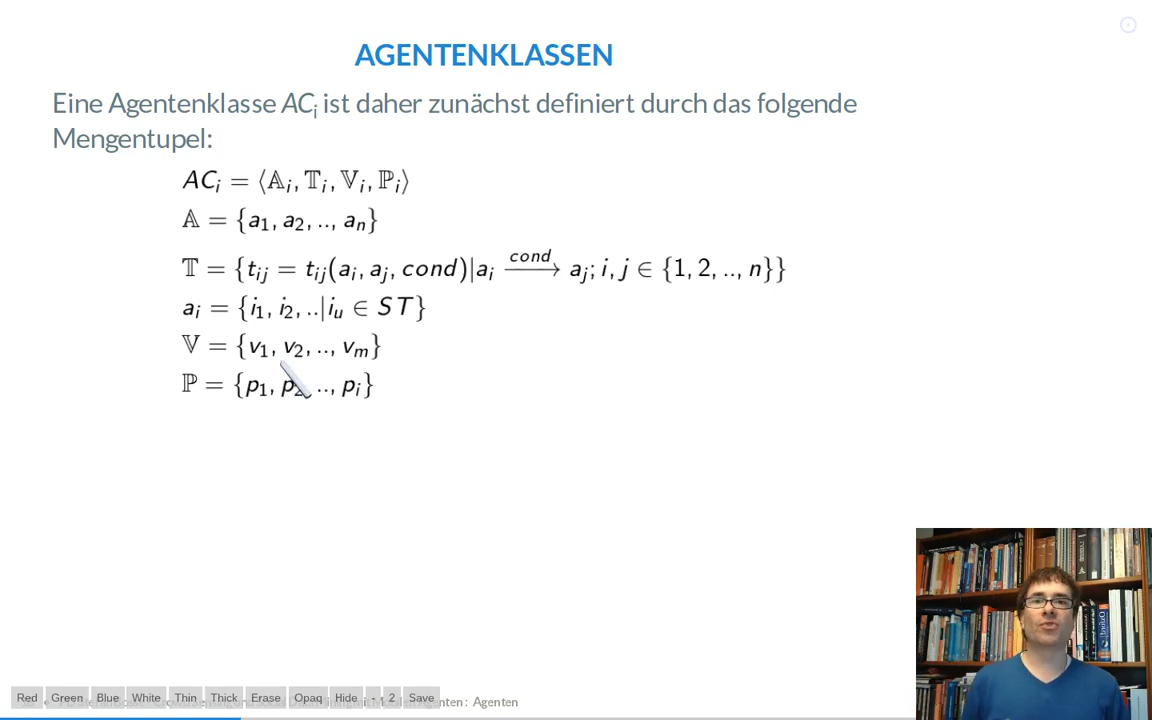 AGENTENKLASSEN
Eine Agentenklasse ACᵢ ist daher zunächst definiert durch das folgende
Mengentupel:
ACᵢ = ⟨𝔸ᵢ, 𝕋ᵢ, 𝕍ᵢ, ℙᵢ⟩
𝔸 = {a₁, a₂, .., aₙ}
𝕋 = {tᵢⱼ = tᵢⱼ(aᵢ, aⱼ, cond)|aᵢ —cond→ aⱼ; i, j ∈ {1, 2, .., n}}
aᵢ = {i₁, i₂, ..|iᵤ ∈ ST}
𝕍 = {v₁, v₂, .., vₘ}
ℙ = {p₁, p₂, .., pᵢ}
Red Green Blue White Thin Thick Erase Opaq Hide - 2 Save
: Agenten